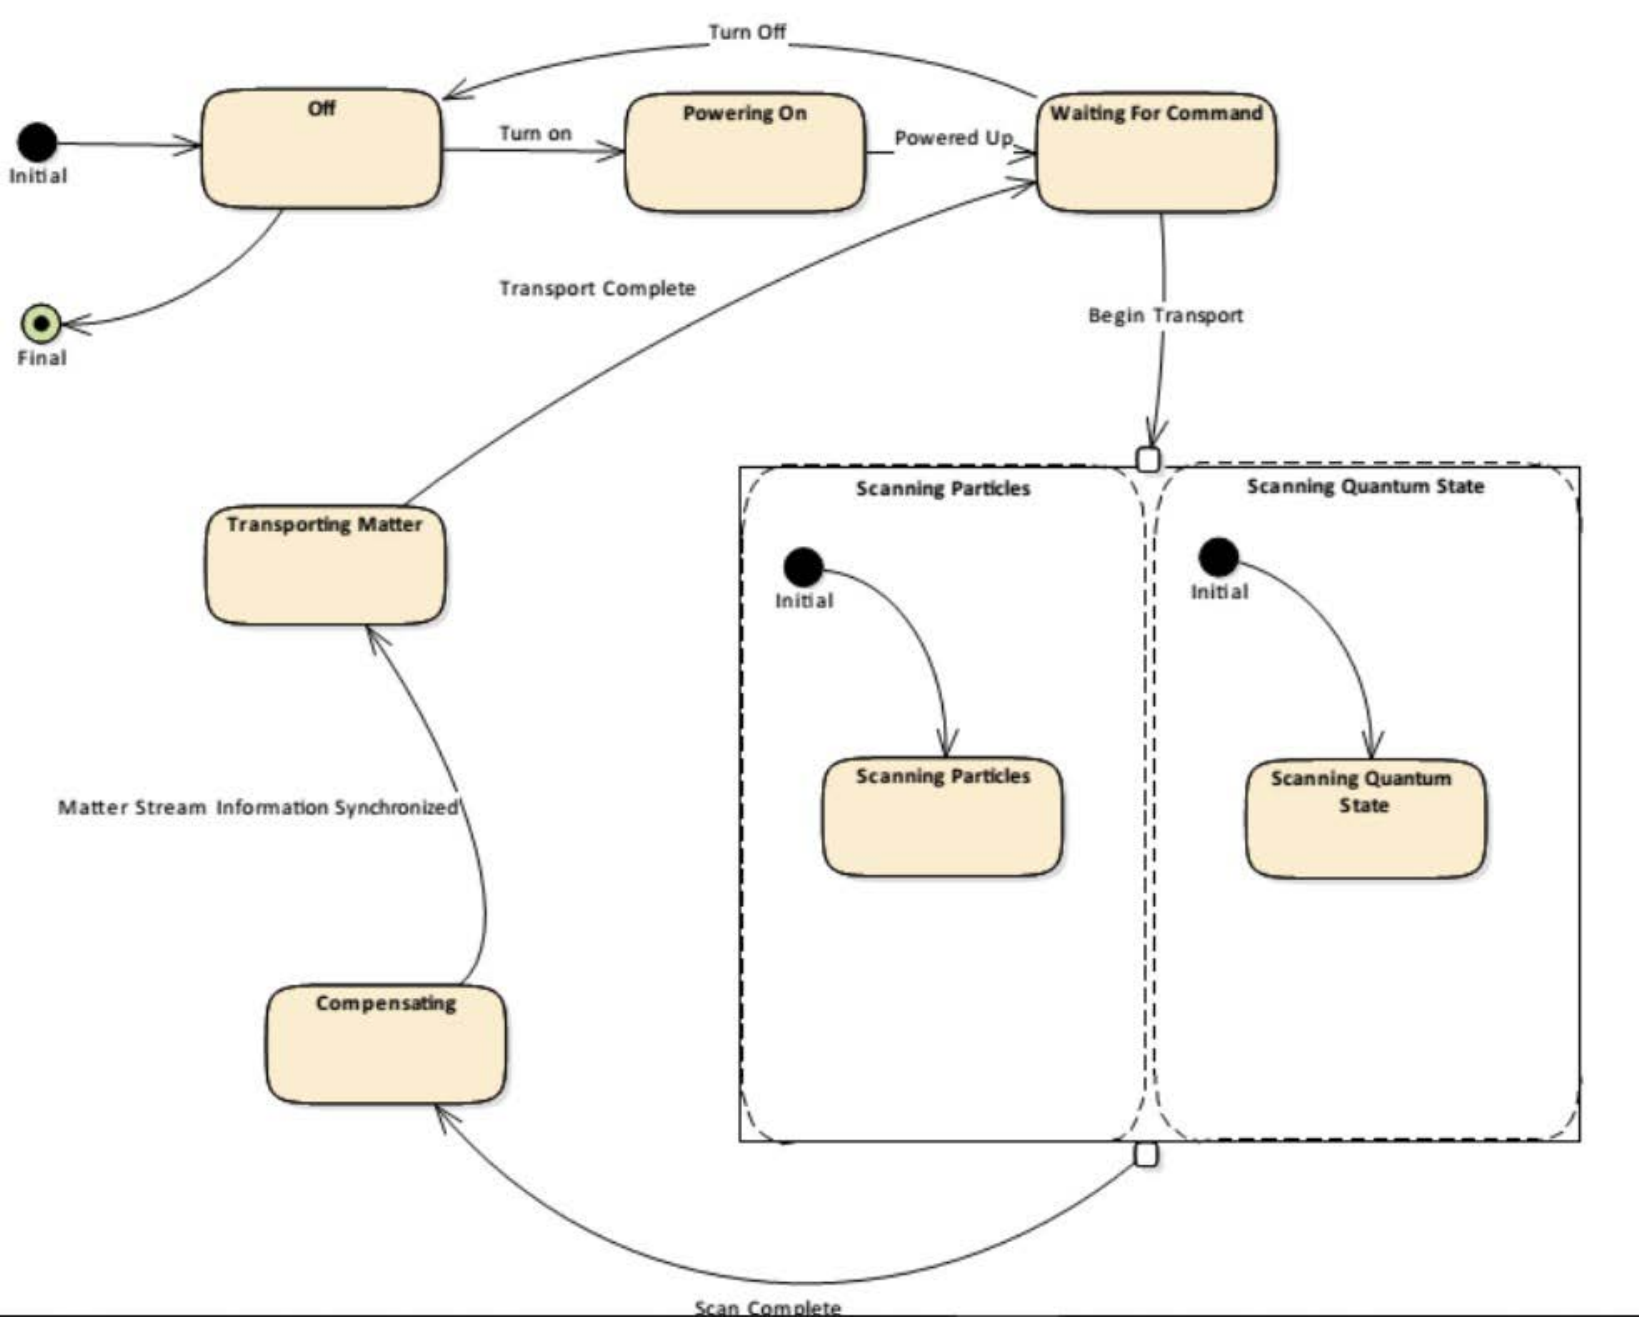 Turn Off
Off
Powering On
Waiting For Command
Turn on
Powered Up
Initial
Transport Complete
Begin Transport
Final
Scanning Particles
Scanning Quantum State
Transporting Matter
Initial
Initial
Scanning Particles
Scanning Quantum
State
Matter Stream Information Synchronized
Compensating
Scan Complete